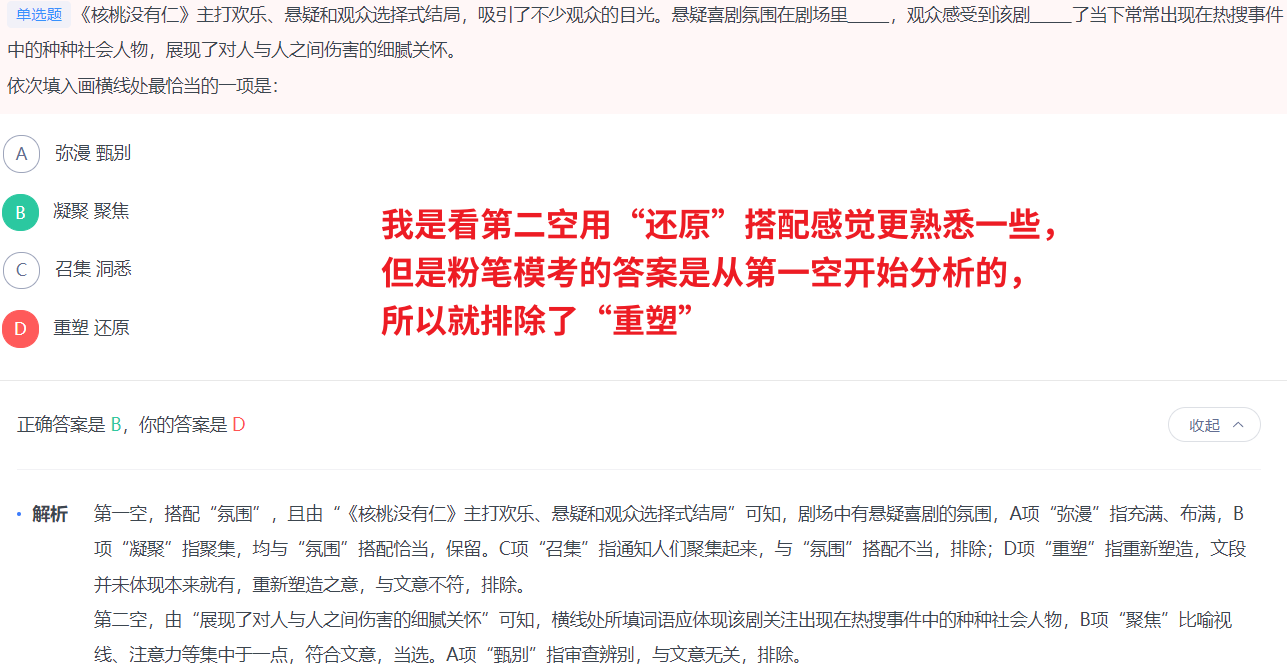 单选题 《核桃没有仁》主打欢乐、悬疑和观众选择式结局，吸引了不少观众的目光。悬疑喜剧氛围在剧场里_____，观众感受到该剧_____了当下常常出现在热搜事件
中的种种社会人物，展现了对人与人之间伤害的细腻关怀。
依次填入画横线处最恰当的一项是：
A 弥漫 甄别
B 凝聚 聚焦
C 召集 洞悉
D 重塑 还原
我是看第二空用“还原”搭配感觉更熟悉一些，
但是粉笔模考的答案是从第一空开始分析的，
所以就排除了“重塑”
正确答案是 B，你的答案是 D
收起
解析 第一空，搭配“氛围”，且由“《核桃没有仁》主打欢乐、悬疑和观众选择式结局”可知，剧场中有悬疑喜剧的氛围，A项“弥漫”指充满、布满，B
项“凝聚”指聚集，均与“氛围”搭配恰当，保留。C项“召集”指通知人们聚集起来，与“氛围”搭配不当，排除；D项“重塑”指重新塑造，文段
并未体现本来就有，重新塑造之意，与文意不符，排除。
第二空，由“展现了对人与人之间伤害的细腻关怀”可知，横线处所填词语应体现该剧关注出现在热搜事件中的种种社会人物，B项“聚焦”比喻视
线、注意力等集中于一点，符合文意，当选。A项“甄别”指审查辨别，与文意无关，排除。